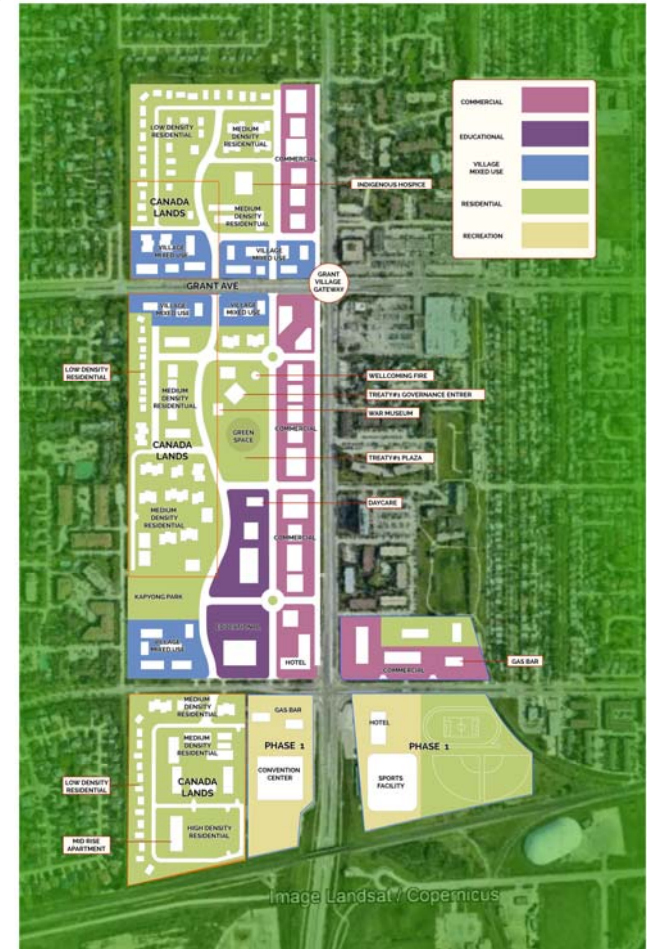 COMMERCIAL
EDUCATIONAL
VILLAGE
MIXED USE
RESIDENTIAL
RECREATION
LOW DENSITY
RESIDENTIAL
MEDIUM
DENSITY
RESIDENTUAL
COMMERCIAL
INDIGENOUS HOSPICE
CANADA
LANDS
MEDIUM
DENSITY
RESIDENTUAL
VILLAGE
MIXED USE
VILLAGE
MIXED USE
GRANT AVE
GRANT
VILLAGE
GATEWAY
VILLAGE
MIXED USE
VILLAGE
MIXED USE
LOW DENSITY
RESIDENTIAL
WELLCOMING FIRE
MEDIUM
DENSITY
RESIDENTUAL
TREATY#1 GOVERNANCE ENTRER
WAR MUSEUM
GREEN
SPACE
COMMERCIAL
CANADA
LANDS
TREATY#1 PLAZA
DAYCARE
MEDIUM
DENSITY
RESIDENTIAL
COMMERCIAL
KAPYONG PARK
EDUCATIONAL
VILLAGE
MIXED USE
HOTEL
COMMERCIAL
GAS BAR
MEDIUM
DENSITY
RESIDENTIAL
GAS BAR
HOTEL
MEDIUM
DENSITY
RESIDENTIAL
PHASE 1
PHASE 1
LOW DENSITY
RESIDENTIAL
CANADA
LANDS
CONVENTION
CENTER
SPORTS
FACILITY
HIGH DENSITY
RESIDENTIAL
MID RISE
APARTMENT
Image Landsat / Copernicus